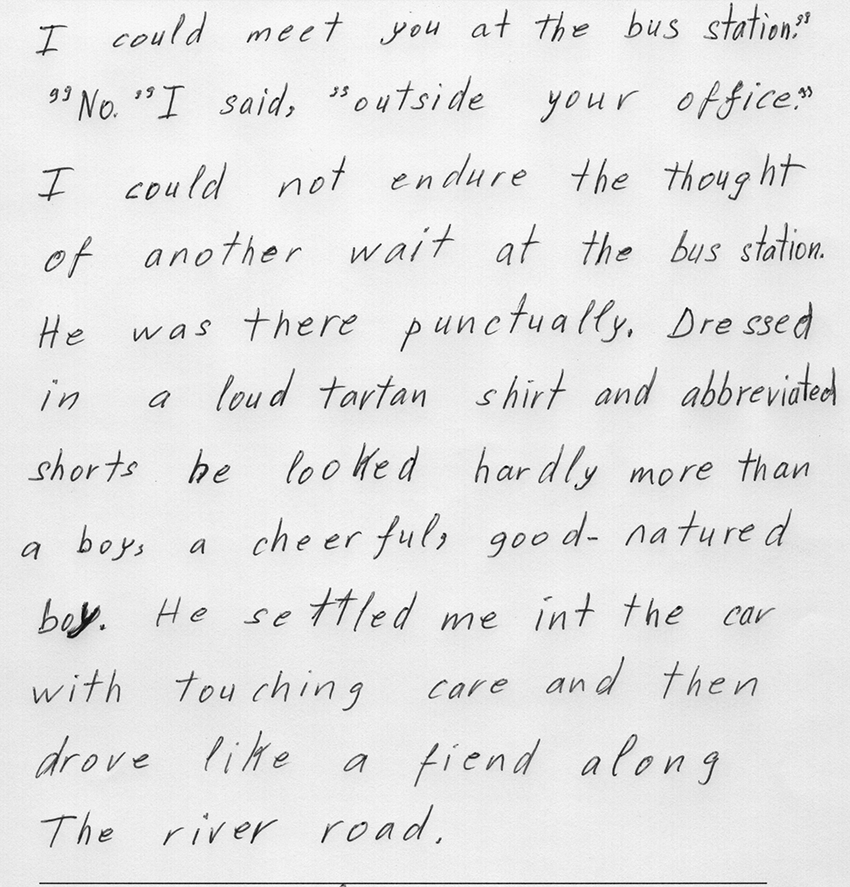 I could meet you at the bus station."
"No." I said, "outside your office."
I could not endure the thought
of another wait at the bus station.
He was there punctually. Dressed
in a loud tartan shirt and abbreviated
shorts he looked hardly more than
a boy, a cheerful, good-natured
boy. He settled me int the car
with touching care and then
drove like a fiend along
The river road.